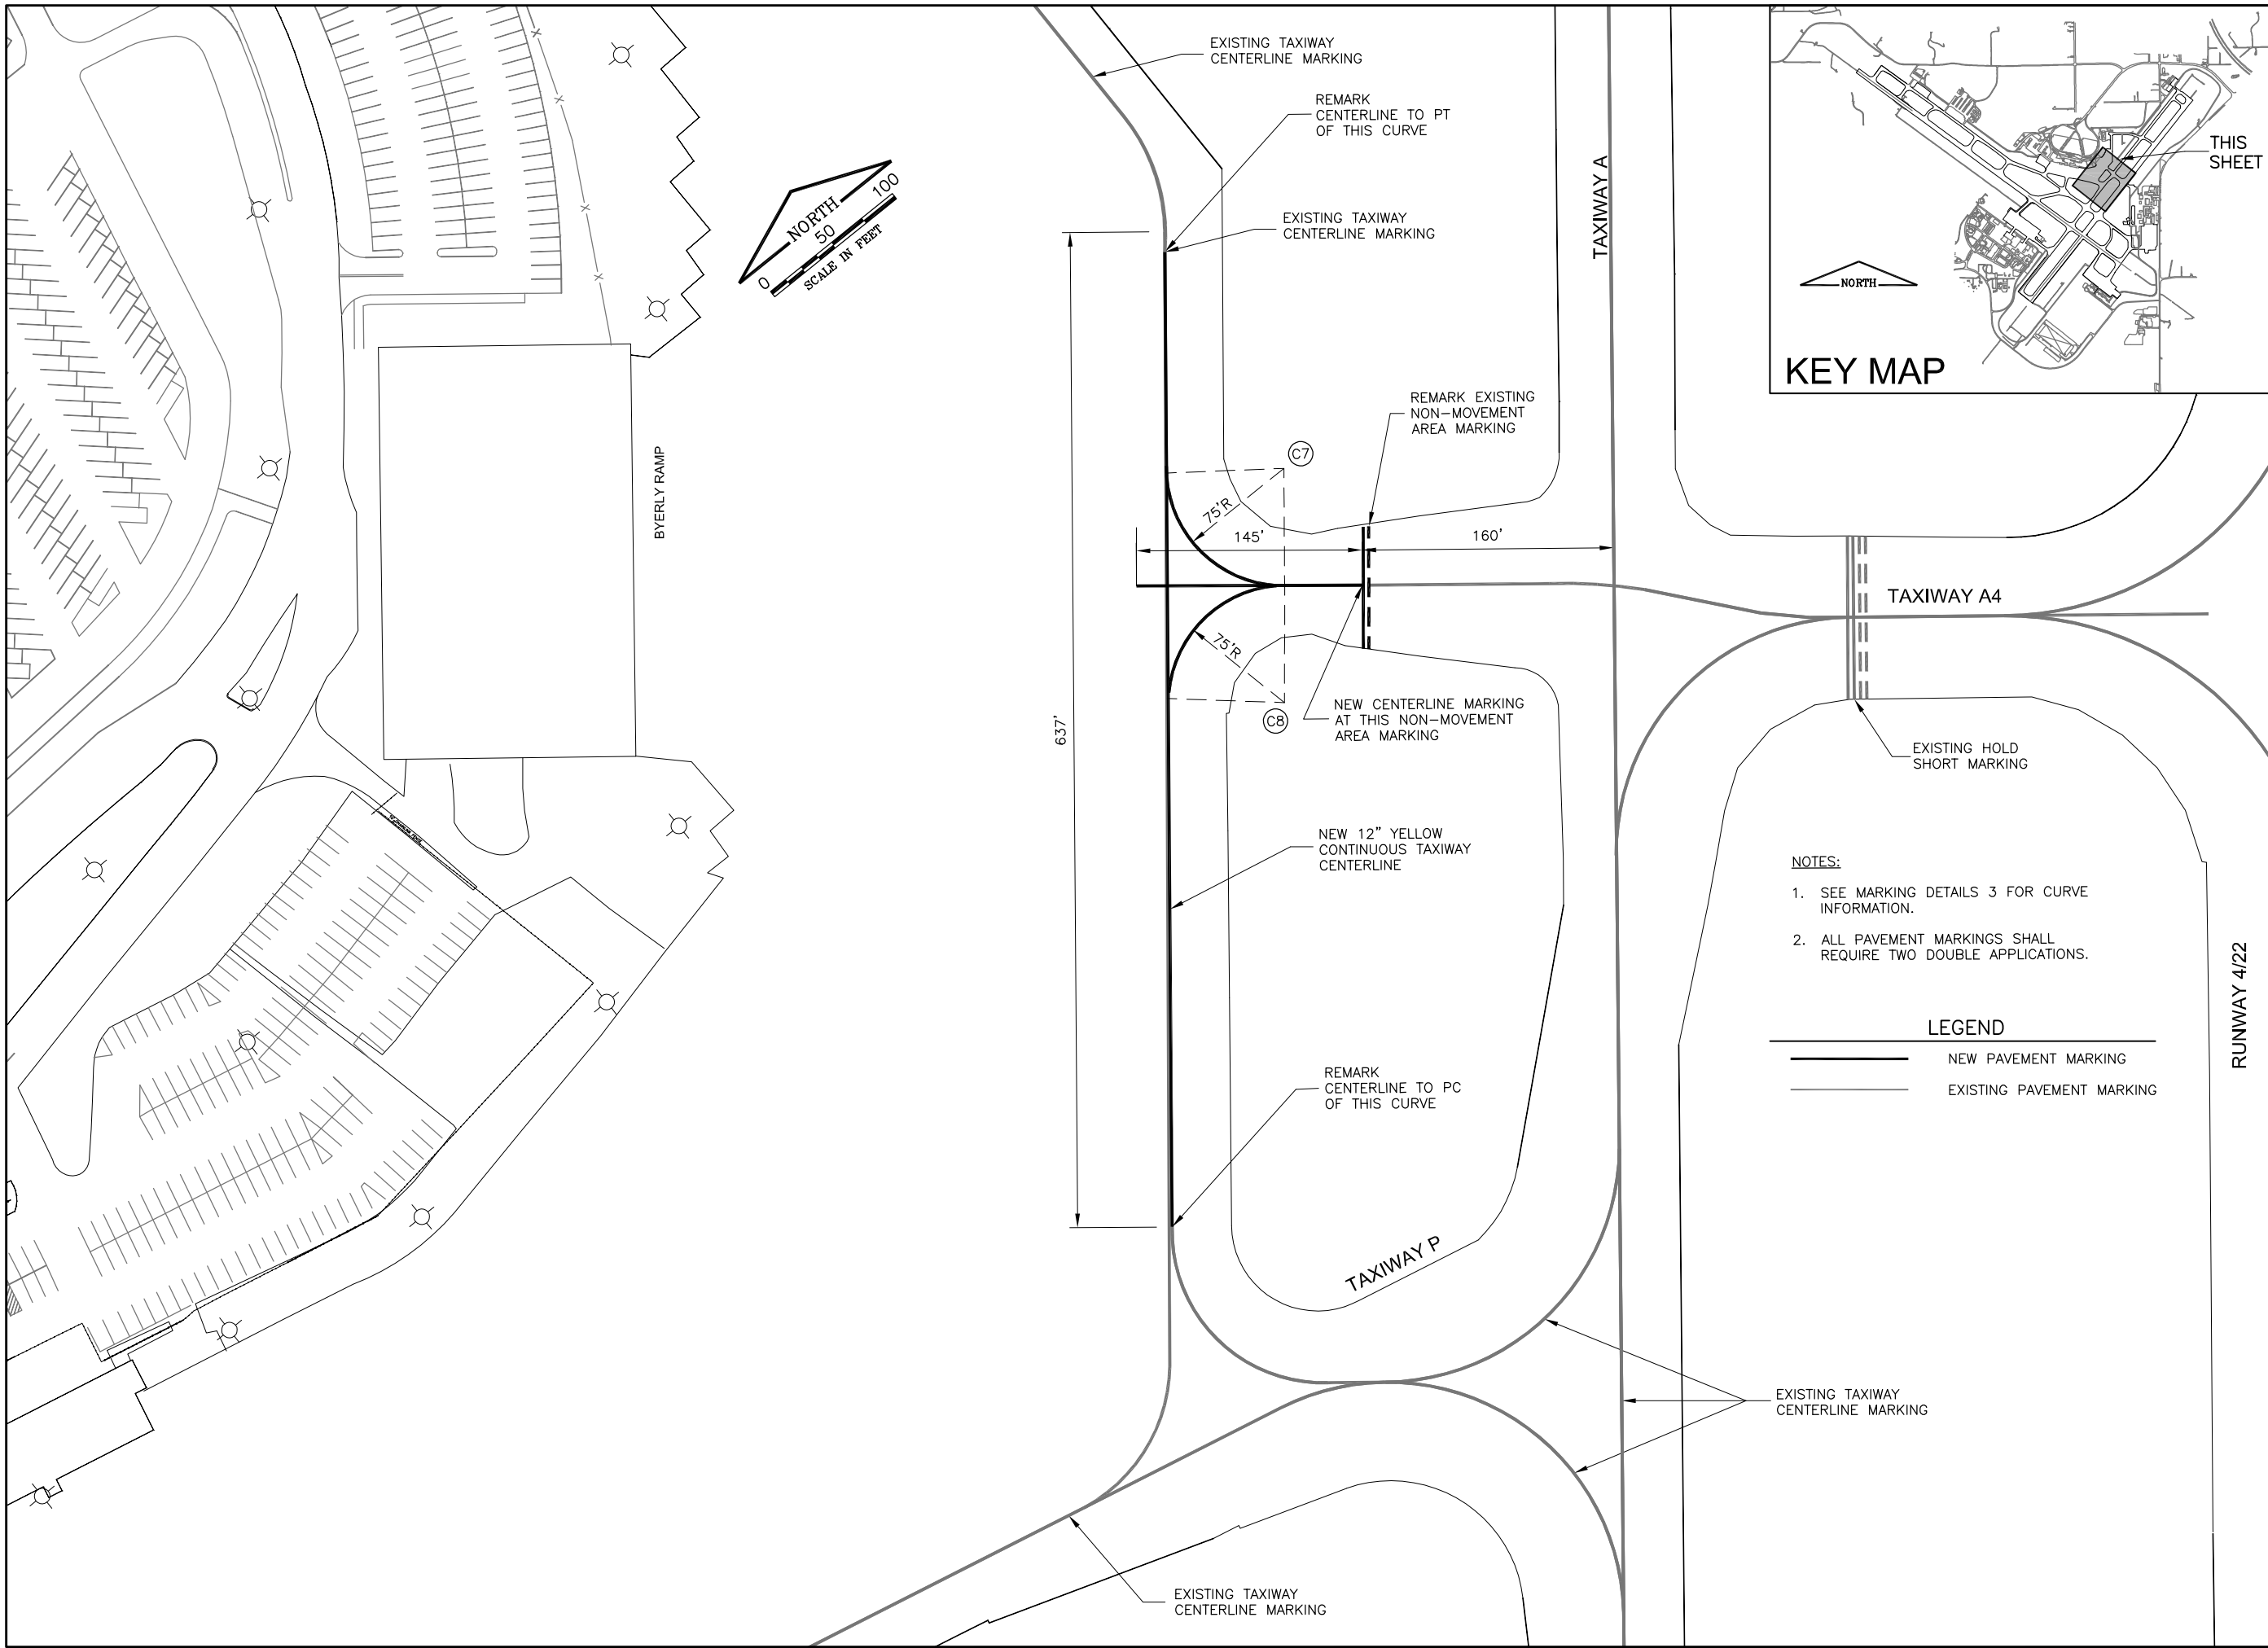 EXISTING TAXIWAY
CENTERLINE MARKING
REMARK
CENTERLINE TO PT
OF THIS CURVE
EXISTING TAXIWAY
CENTERLINE MARKING
TAXIWAY A
THIS
SHEET
NORTH
KEY MAP
NORTH
0
50
100
SCALE IN FEET
REMARK EXISTING
NON-MOVEMENT
AREA MARKING
BYERLY RAMP
C7
75'R
145'
160'
TAXIWAY A4
75'R
C8
NEW CENTERLINE MARKING
AT THIS NON-MOVEMENT
AREA MARKING
637'
EXISTING HOLD
SHORT MARKING
NEW 12" YELLOW
CONTINUOUS TAXIWAY
CENTERLINE
NOTES:
1. SEE MARKING DETAILS 3 FOR CURVE
INFORMATION.
2. ALL PAVEMENT MARKINGS SHALL
REQUIRE TWO DOUBLE APPLICATIONS.
RUNWAY 4/22
LEGEND
NEW PAVEMENT MARKING
EXISTING PAVEMENT MARKING
REMARK
CENTERLINE TO PC
OF THIS CURVE
TAXIWAY P
EXISTING TAXIWAY
CENTERLINE MARKING
EXISTING TAXIWAY
CENTERLINE MARKING